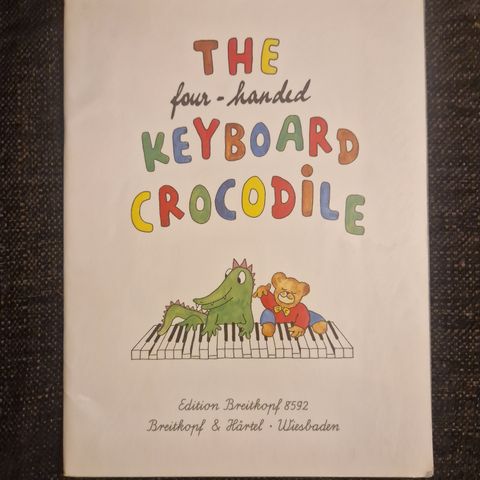 THE
four-handed
KEYBOARD
CROCODiLE
Edition Breitkopf 8592
Breitkopf & Härtel · Wiesbaden